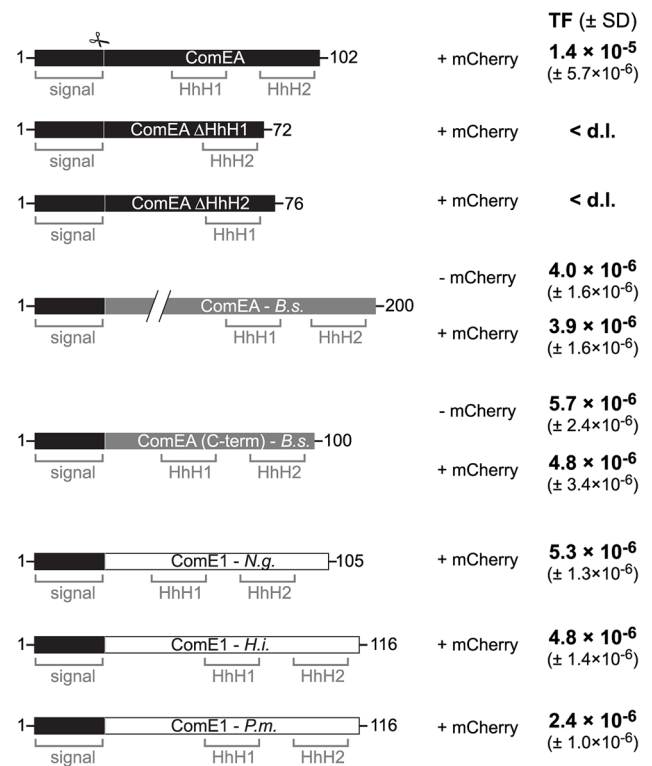 TF (± SD)
1 ComEA 102 + mCherry 1.4 × 10⁻⁵
(± 5.7×10⁻⁶)
signal HhH1 HhH2
1 ComEA ΔHhH1 72 + mCherry < d.l.
signal HhH2
1 ComEA ΔHhH2 76 + mCherry < d.l.
signal HhH1
- mCherry 4.0 × 10⁻⁶
(± 1.6×10⁻⁶)
1 ComEA - B.s. 200
signal HhH1 HhH2 + mCherry 3.9 × 10⁻⁶
(± 1.6×10⁻⁶)
- mCherry 5.7 × 10⁻⁶
(± 2.4×10⁻⁶)
1 ComEA (C-term) - B.s. 100
signal HhH1 HhH2 + mCherry 4.8 × 10⁻⁶
(± 3.4×10⁻⁶)
1 ComE1 - N.g. 105 + mCherry 5.3 × 10⁻⁶
(± 1.3×10⁻⁶)
signal HhH1 HhH2
1 ComE1 - H.i. 116 + mCherry 4.8 × 10⁻⁶
(± 1.4×10⁻⁶)
signal HhH1 HhH2
1 ComE1 - P.m. 116 + mCherry 2.4 × 10⁻⁶
(± 1.0×10⁻⁶)
signal HhH1 HhH2